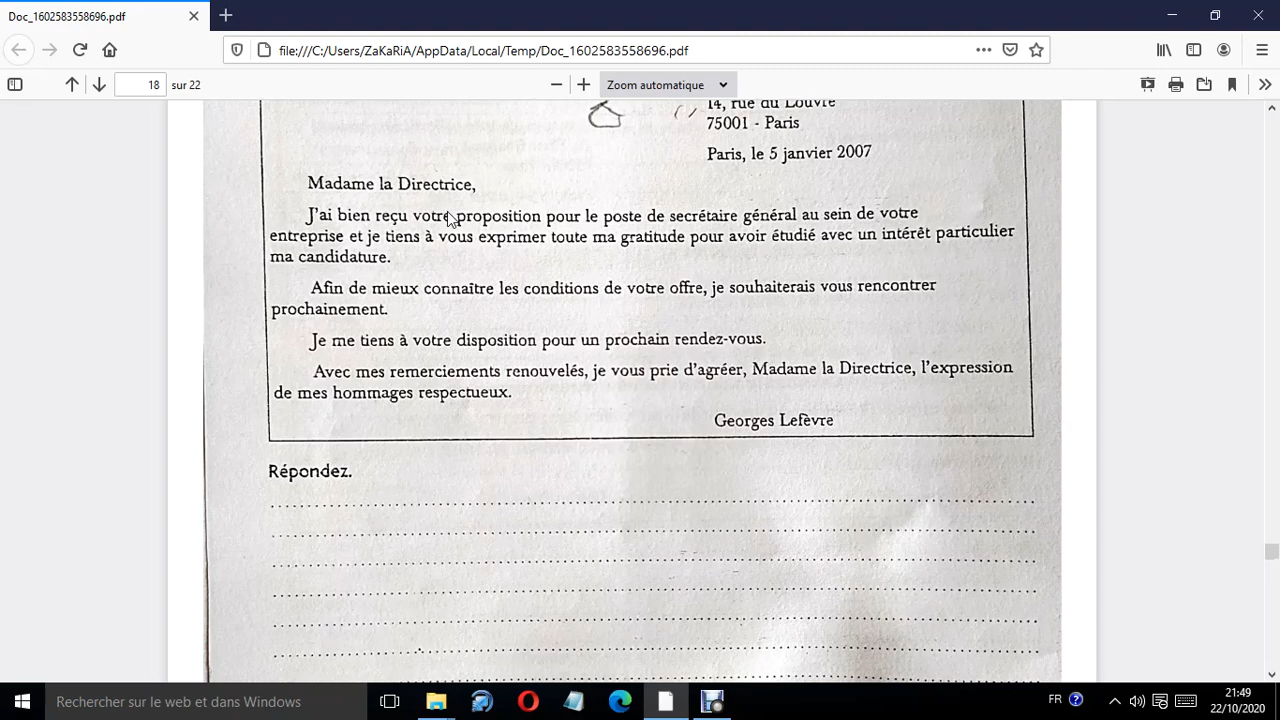 Doc_1602583558696.pdf
file:///C:/Users/ZaKaRiA/AppData/Local/Temp/Doc_1602583558696.pdf
18 sur 22
Zoom automatique
14, rue du Louvre
75001 - Paris
Paris, le 5 janvier 2007
Madame la Directrice,
J'ai bien reçu votre proposition pour le poste de secrétaire général au sein de votre
entreprise et je tiens à vous exprimer toute ma gratitude pour avoir étudié avec un intérêt particulier
ma candidature.
Afin de mieux connaître les conditions de votre offre, je souhaiterais vous rencontrer
prochainement.
Je me tiens à votre disposition pour un prochain rendez-vous.
Avec mes remerciements renouvelés, je vous prie d'agréer, Madame la Directrice, l'expression
de mes hommages respectueux.
Georges Lefèvre
Répondez.
Rechercher sur le web et dans Windows
FR
21:49
22/10/2020